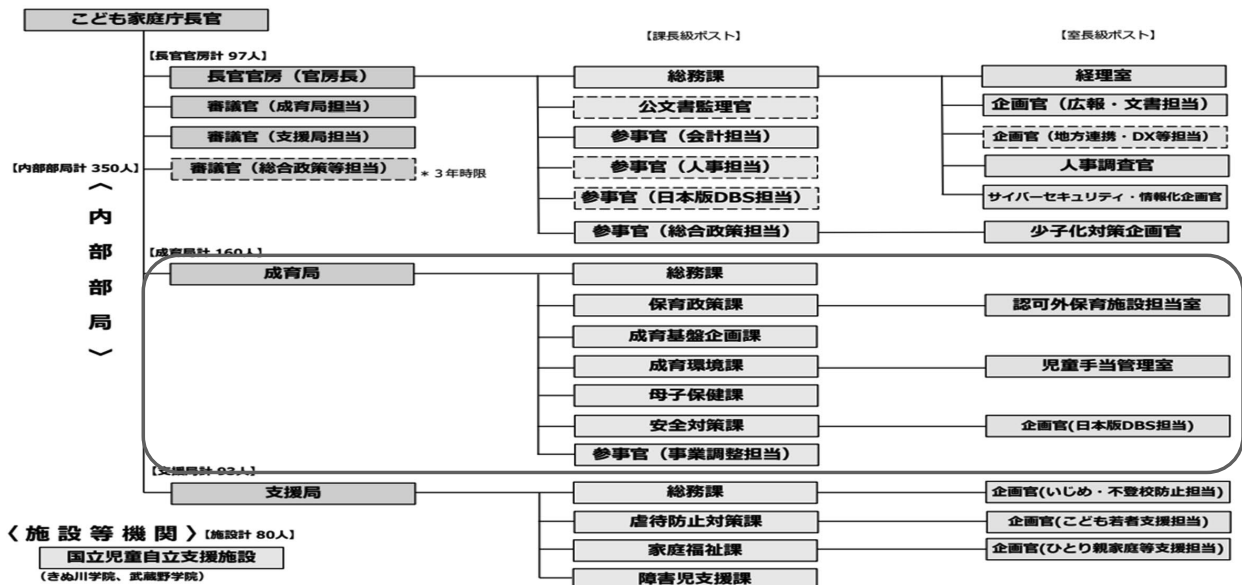 こども家庭庁長官
【課長級ポスト】
【室長級ポスト】
【長官官房計 97人】
長官官房（官房長）
総務課
経理室
審議官（成育局担当）
公文書監理官
企画官（広報・文書担当）
審議官（支援局担当）
参事官（会計担当）
企画官（地方連携・DX等担当）
【内部部局計 350人】
審議官（総合政策等担当）
* ３年時限
参事官（人事担当）
人事調査官
参事官（日本版DBS担当）
サイバーセキュリティ・情報化企画官
参事官（総合政策担当）
少子化対策企画官
〈内部部局〉
【成育局計 160人】
成育局
総務課
保育政策課
認可外保育施設担当室
成育基盤企画課
成育環境課
児童手当管理室
母子保健課
安全対策課
企画官(日本版DBS担当)
参事官（事業調整担当）
【支援局計 93人】
支援局
総務課
企画官(いじめ・不登校防止担当)
虐待防止対策課
企画官(こども若者支援担当)
家庭福祉課
企画官(ひとり親家庭等支援担当)
障害児支援課
〈施設等機関〉【施設計 80人】
国立児童自立支援施設
（きぬ川学院、武蔵野学院）